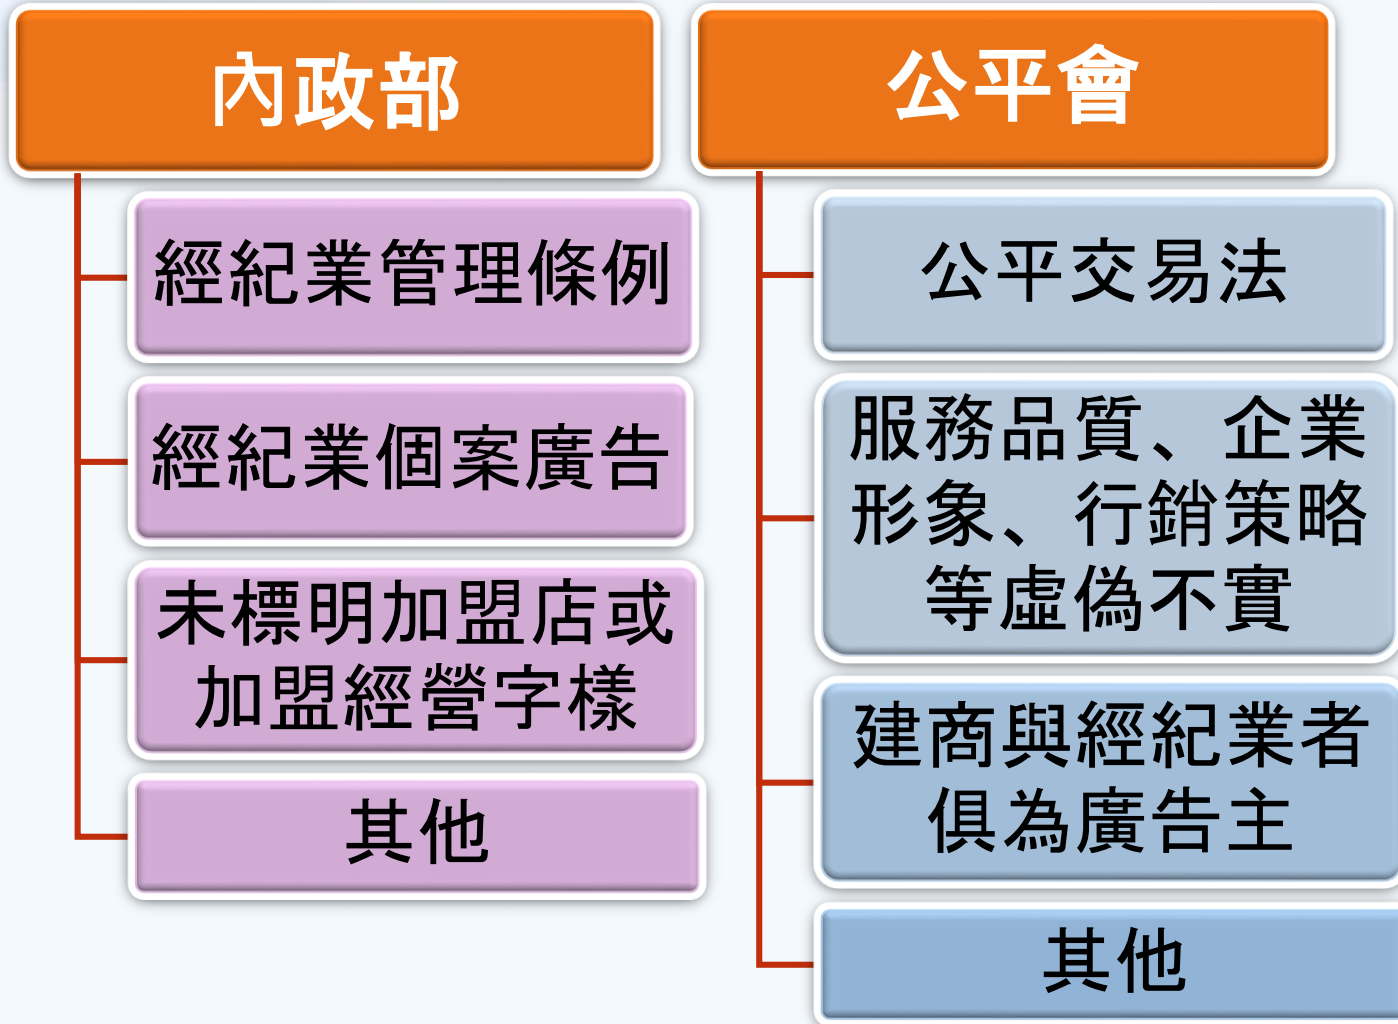 內政部
經紀業管理條例
經紀業個案廣告
未標明加盟店或
加盟經營字樣
其他
公平會
公平交易法
服務品質、企業
形象、行銷策略
等虛偽不實
建商與經紀業者
俱為廣告主
其他